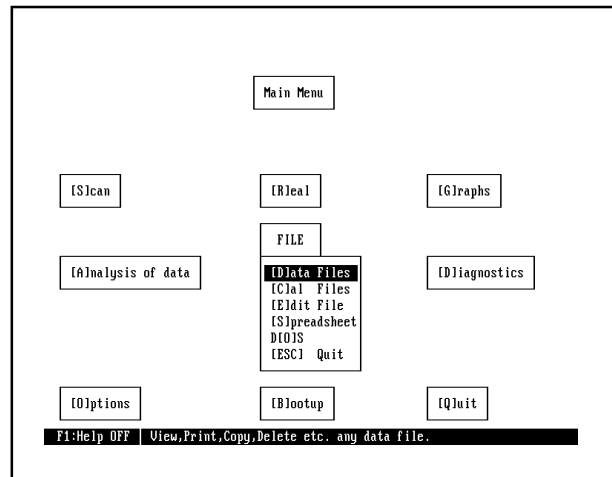 Main Menu
[S]can
[R]eal
[G]raphs
FILE
[A]nalysis of data
[D]ata Files
[C]al Files
[E]dit File
[S]preadsheet
D[O]S
[ESC] Quit
[D]iagnostics
[O]ptions
[B]ootup
[Q]uit
F1:Help OFF | View,Print,Copy,Delete etc. any data file.